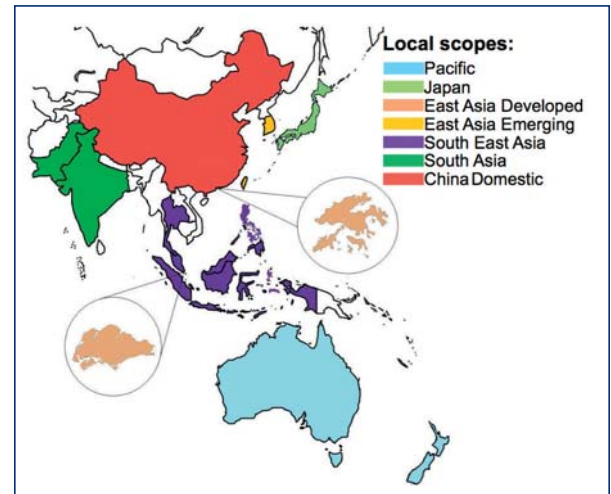 Local scopes:
Pacific
Japan
East Asia Developed
East Asia Emerging
South East Asia
South Asia
China Domestic